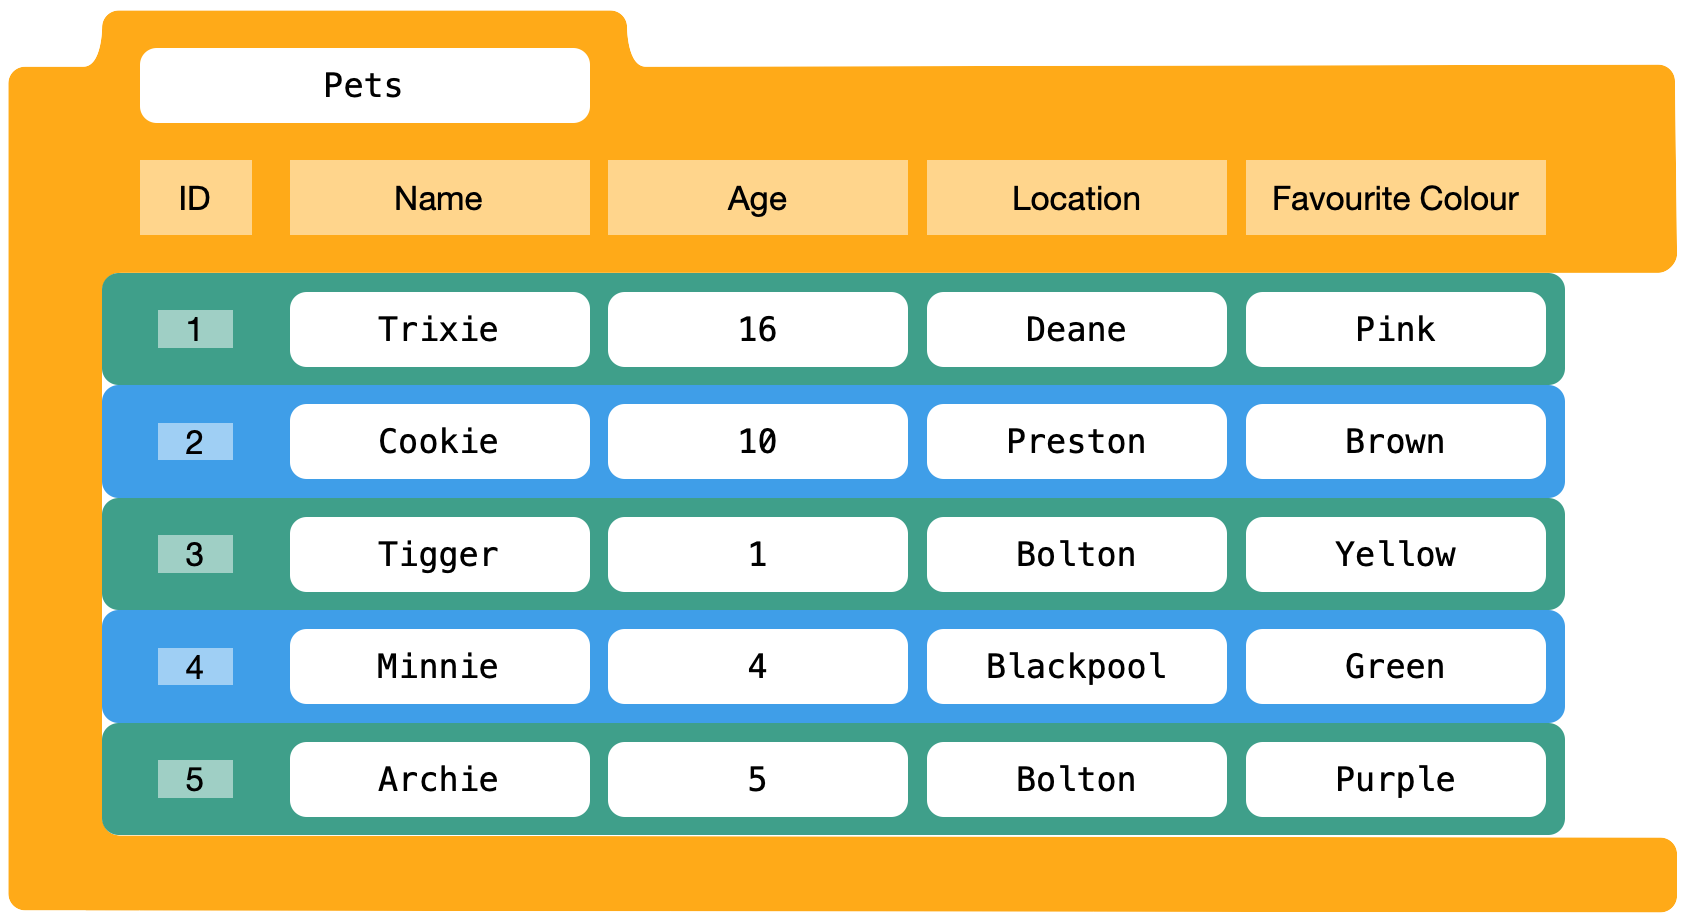 Pets
ID Name Age Location Favourite Colour
1 Trixie 16 Deane Pink
2 Cookie 10 Preston Brown
3 Tigger 1 Bolton Yellow
4 Minnie 4 Blackpool Green
5 Archie 5 Bolton Purple